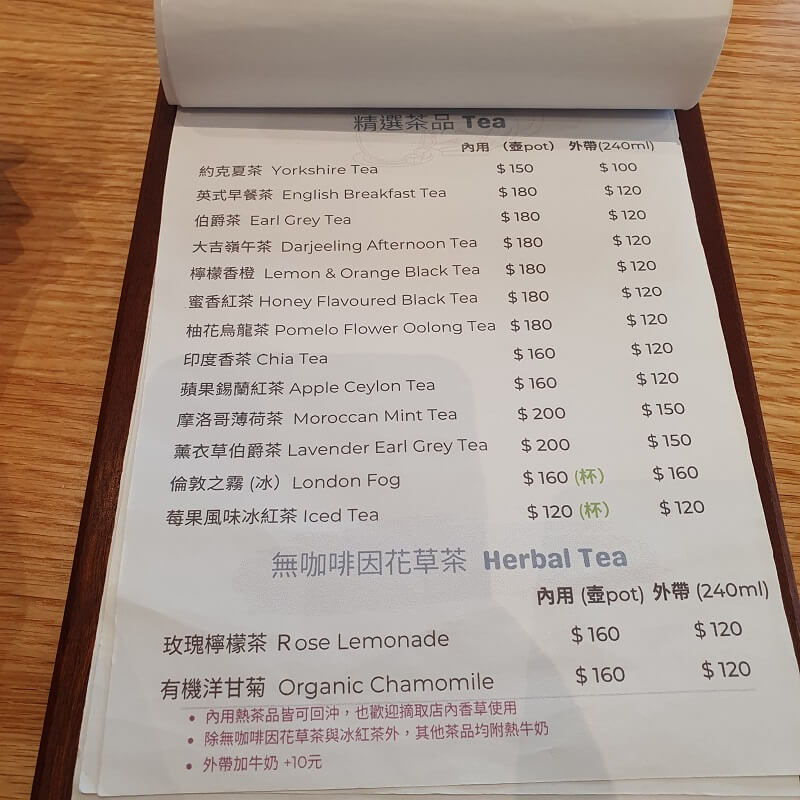 精選茶品 Tea
內用 (壺pot) 外帶(240ml)
約克夏茶 Yorkshire Tea $150 $100
英式早餐茶 English Breakfast Tea $180 $120
伯爵茶 Earl Grey Tea $180 $120
大吉嶺午茶 Darjeeling Afternoon Tea $180 $120
檸檬香橙 Lemon & Orange Black Tea $180 $120
蜜香紅茶 Honey Flavoured Black Tea $180 $120
柚花烏龍茶 Pomelo Flower Oolong Tea $180 $120
印度香茶 Chia Tea $160 $120
蘋果錫蘭紅茶 Apple Ceylon Tea $160 $120
摩洛哥薄荷茶 Moroccan Mint Tea $200 $150
薰衣草伯爵茶 Lavender Earl Grey Tea $200 $150
倫敦之霧 (冰) London Fog $160 (杯) $160
莓果風味冰紅茶 Iced Tea $120 (杯) $120
無咖啡因花草茶 Herbal Tea
內用 (壺pot) 外帶 (240ml)
玫瑰檸檬茶 Rose Lemonade $160 $120
有機洋甘菊 Organic Chamomile $160 $120
• 內用熱茶品皆可回沖，也歡迎摘取店內香草使用
• 除無咖啡因花草茶與冰紅茶外，其他茶品均附熱牛奶
• 外帶加牛奶 +10元